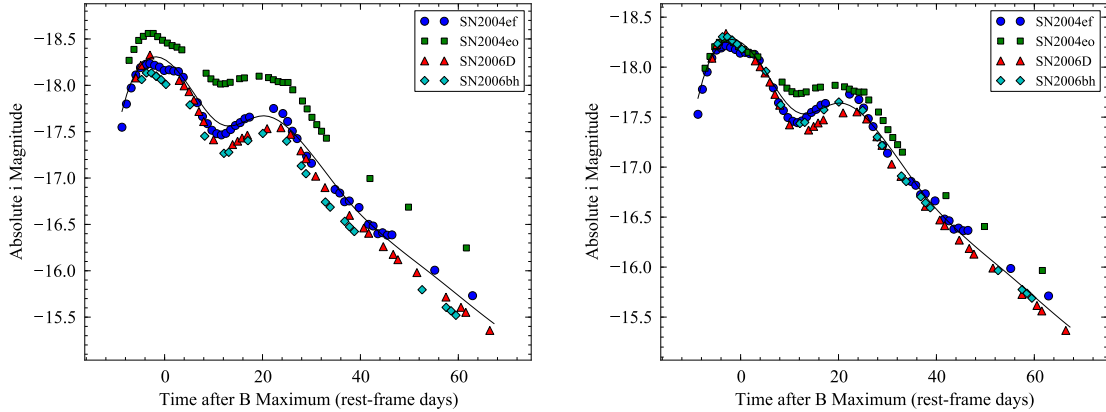 −18.5
−18.0
−17.5
−17.0
−16.5
−16.0
−15.5
Absolute i Magnitude
0
20
40
60
Time after B Maximum (rest-frame days)
SN2004ef
SN2004eo
SN2006D
SN2006bh
−18.5
−18.0
−17.5
−17.0
−16.5
−16.0
−15.5
Absolute i Magnitude
0
20
40
60
Time after B Maximum (rest-frame days)
SN2004ef
SN2004eo
SN2006D
SN2006bh